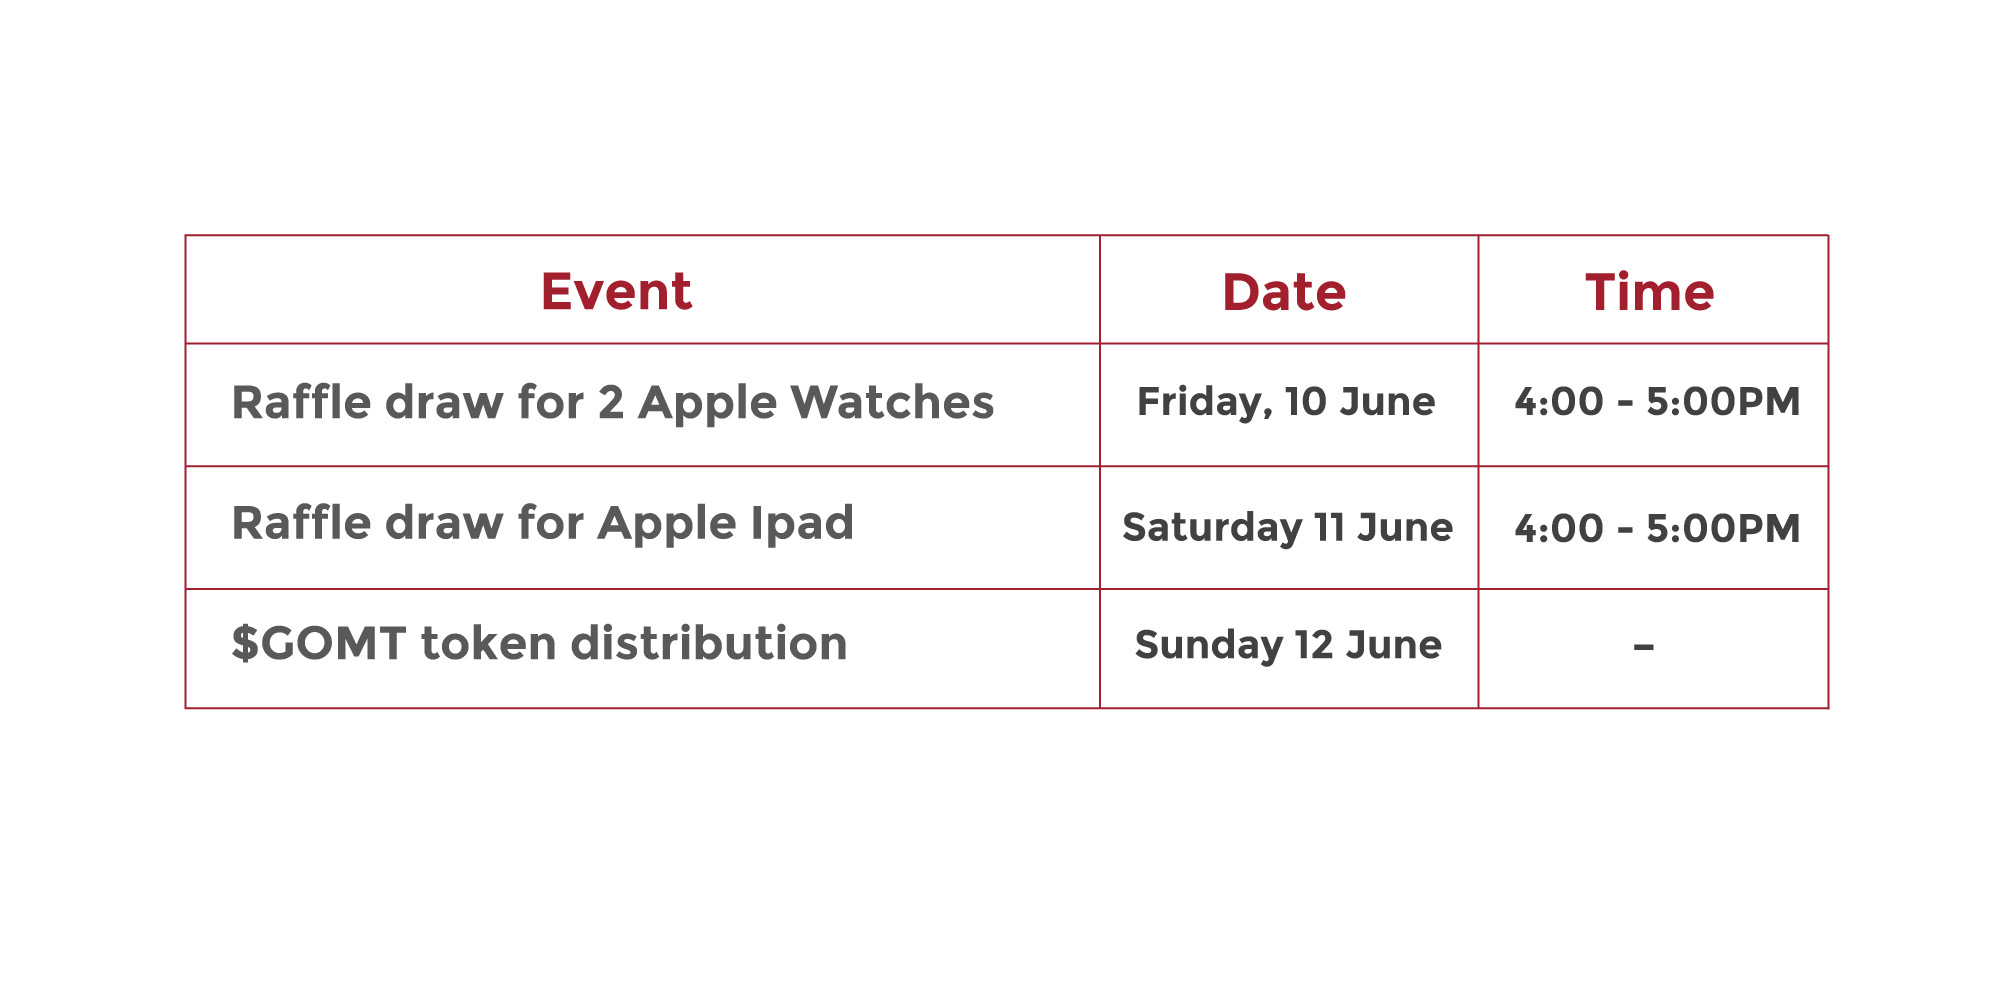 Event Date Time
Raffle draw for 2 Apple Watches Friday, 10 June 4:00 - 5:00PM
Raffle draw for Apple Ipad Saturday 11 June 4:00 - 5:00PM
$GOMT token distribution Sunday 12 June -